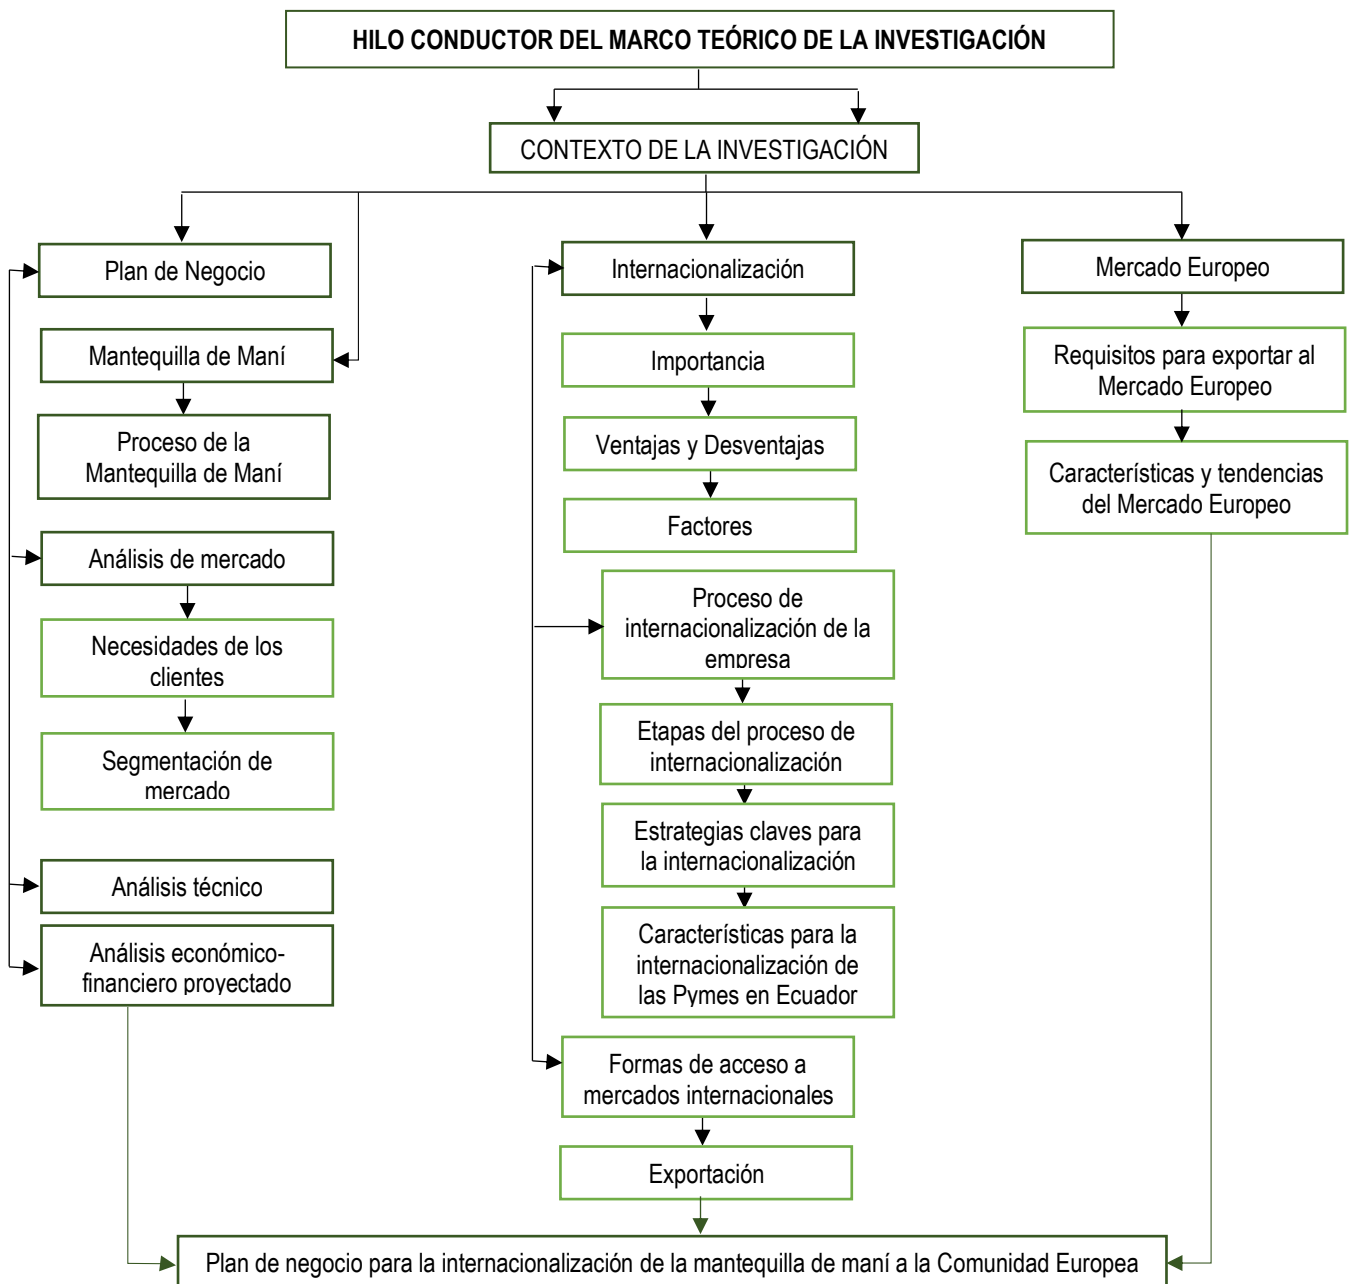 HILO CONDUCTOR DEL MARCO TEÓRICO DE LA INVESTIGACIÓN
CONTEXTO DE LA INVESTIGACIÓN
Plan de Negocio
Mantequilla de Maní
Proceso de la
Mantequilla de Maní
Análisis de mercado
Necesidades de los
clientes
Segmentación de
mercado
Análisis técnico
Análisis económico-
financiero proyectado
Internacionalización
Importancia
Ventajas y Desventajas
Factores
Proceso de
internacionalización de la
empresa
Etapas del proceso de
internacionalización
Estrategias claves para
la internacionalización
Características para la
internacionalización de
las Pymes en Ecuador
Formas de acceso a
mercados internacionales
Exportación
Mercado Europeo
Requisitos para exportar al
Mercado Europeo
Características y tendencias
del Mercado Europeo
Plan de negocio para la internacionalización de la mantequilla de maní a la Comunidad Europea